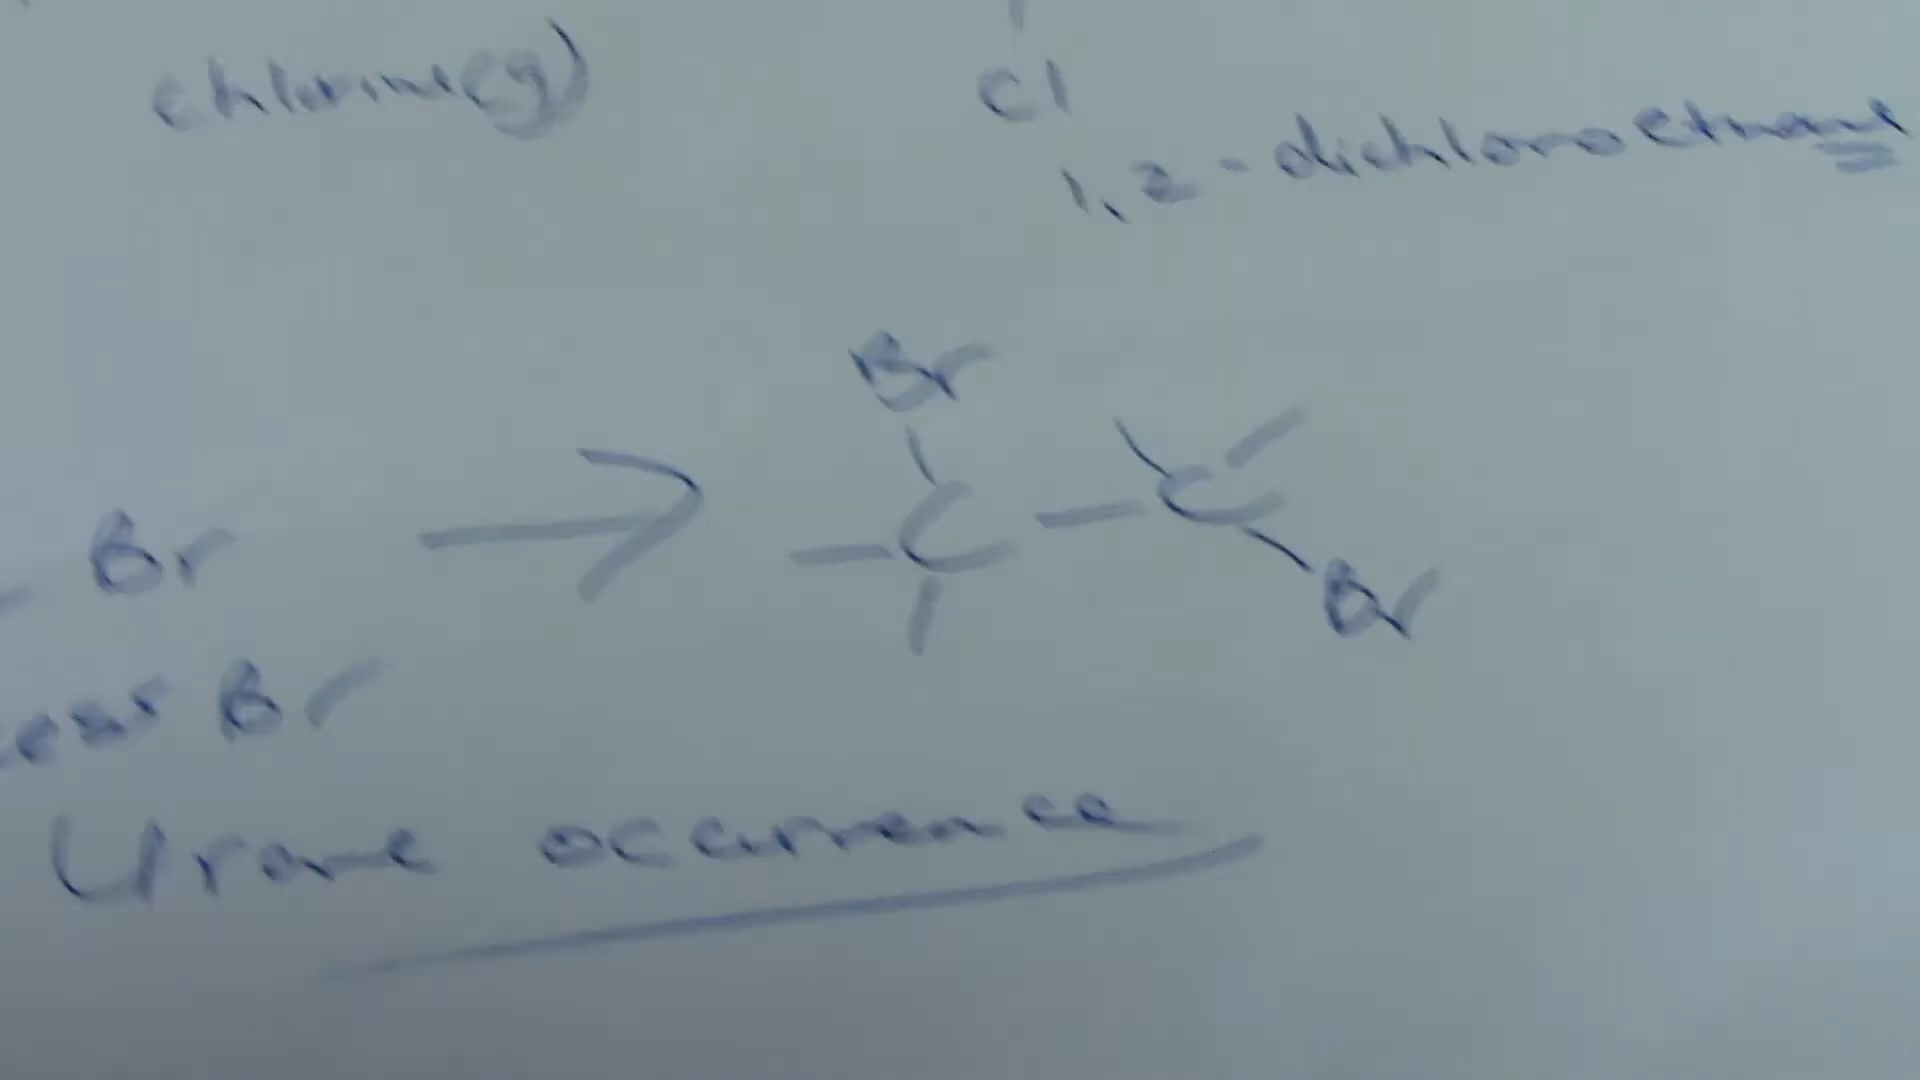 chlorine(g)
Cl
1,2-dichloroethane
Br
C - C
Br → Br
Br
rare occurrence